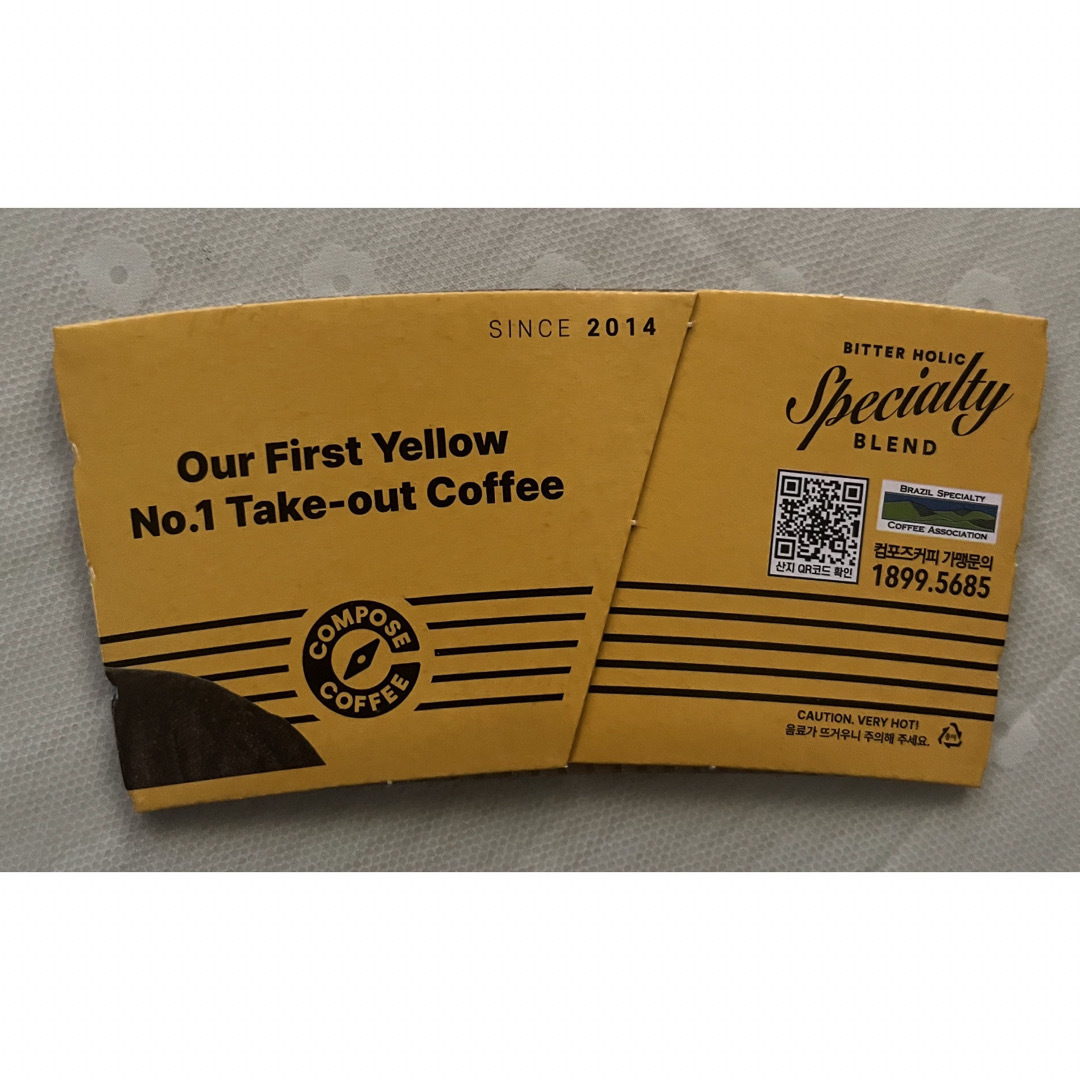 SINCE 2014
Our First Yellow
No.1 Take-out Coffee
COMPOSE
COFFEE
BITTER HOLIC
Specialty
BLEND
산지 QR코드 확인
BRAZIL SPECIALTY
COFFEE ASSOCIATION
컴포즈커피 가맹문의
1899.5685
CAUTION. VERY HOT!
음료가 뜨거우니 주의해 주세요.
종이